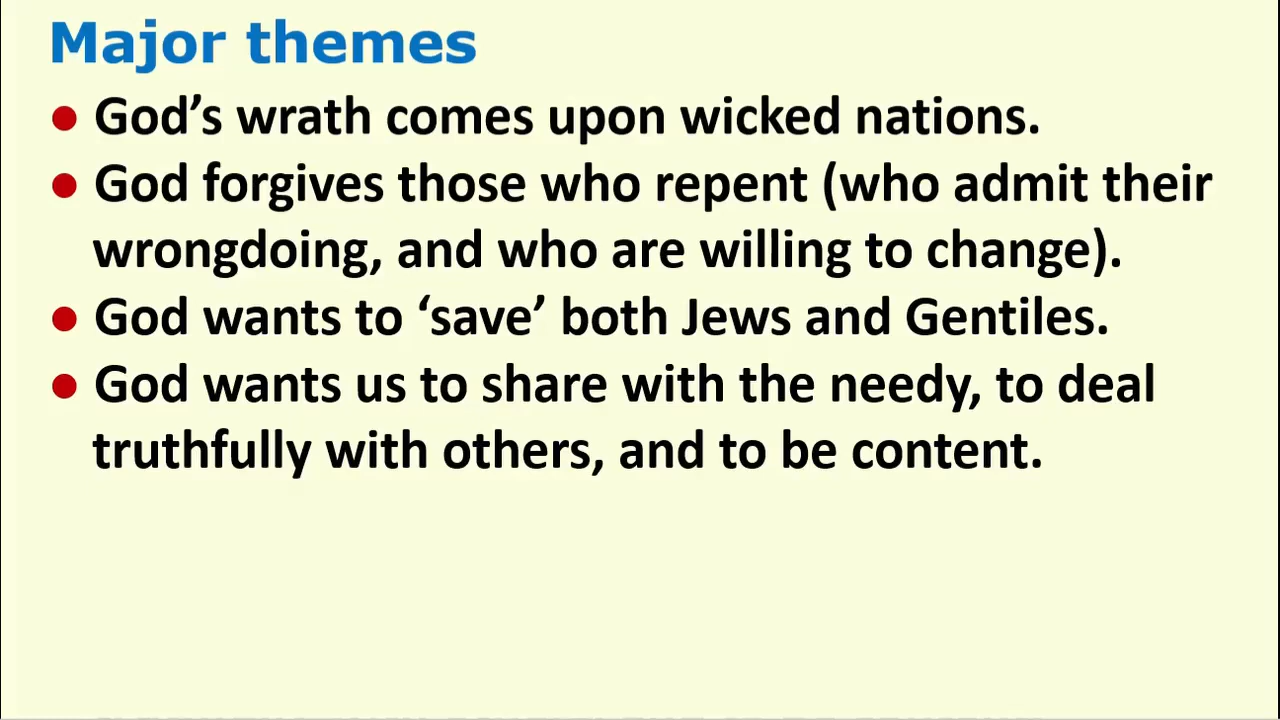 Major themes
● God’s wrath comes upon wicked nations.
● God forgives those who repent (who admit their
wrongdoing, and who are willing to change).
● God wants to ‘save’ both Jews and Gentiles.
● God wants us to share with the needy, to deal
truthfully with others, and to be content.